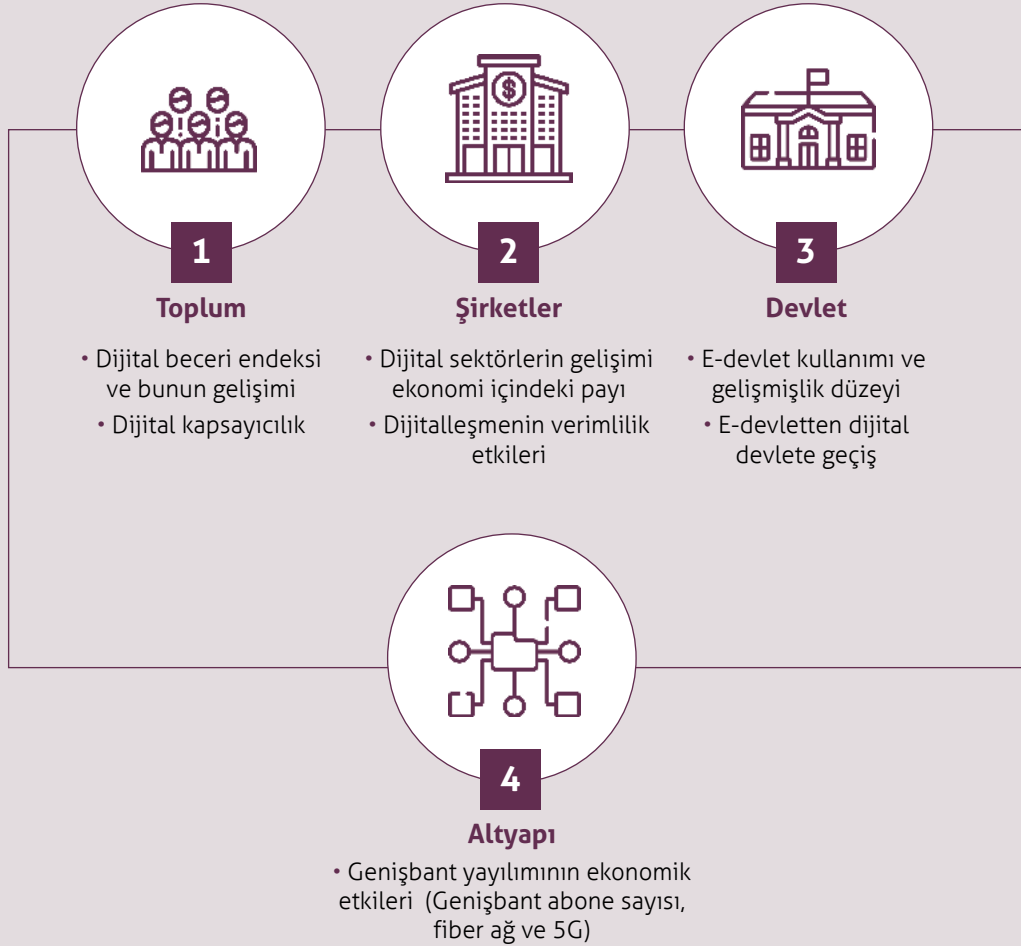 1
Toplum
• Dijital beceri endeksi
ve bunun gelişimi
• Dijital kapsayıcılık
2
Şirketler
• Dijital sektörlerin gelişimi
ekonomi içindeki payı
• Dijitalleşmenin verimlilik
etkileri
3
Devlet
• E-devlet kullanımı ve
gelişmişlik düzeyi
• E-devletten dijital
devlete geçiş
4
Altyapı
• Genişbant yayılımının ekonomik
etkileri (Genişbant abone sayısı,
fiber ağ ve 5G)